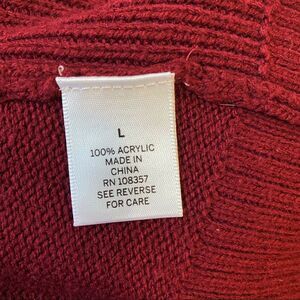 L
100% ACRYLIC
MADE IN
CHINA
RN 108357
SEE REVERSE
FOR CARE